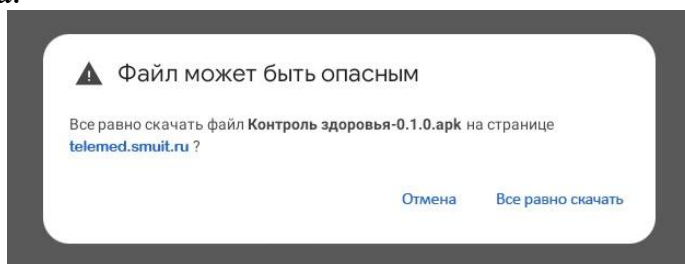 Файл может быть опасным
Все равно скачать файл Контроль здоровья-0.1.0.apk на странице
telemed.smuit.ru ?
Отмена Все равно скачать